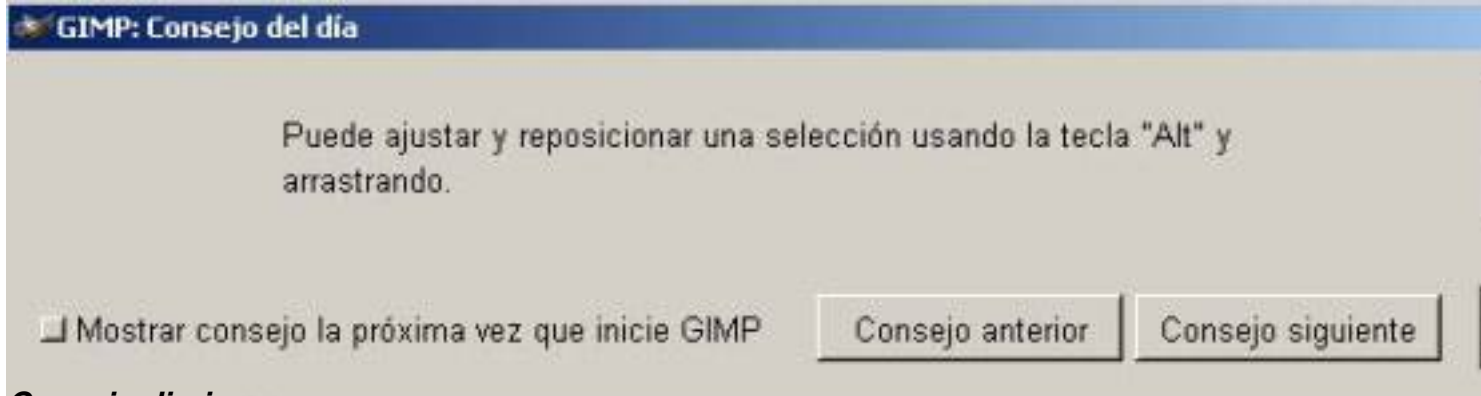 GIMP: Consejo del día
Puede ajustar y reposicionar una selección usando la tecla "Alt" y
arrastrando.
Mostrar consejo la próxima vez que inicie GIMP
Consejo anterior
Consejo siguiente